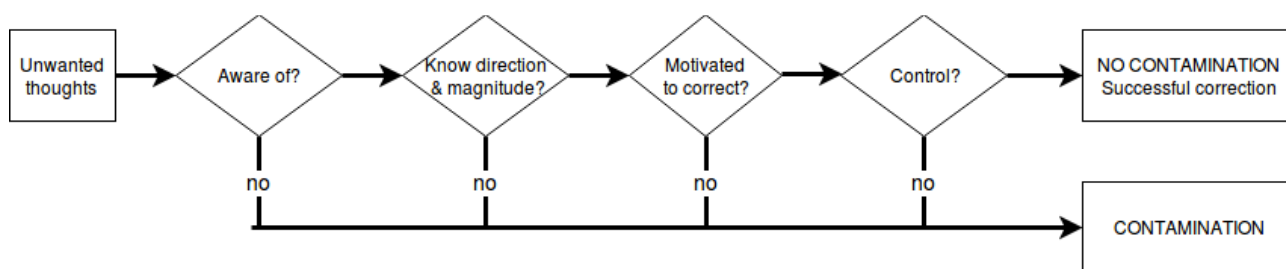 Unwanted
thoughts
Aware of?
Know direction
& magnitude?
Motivated
to correct?
Control?
NO CONTAMINATION
Successful correction
no
no
no
no
CONTAMINATION